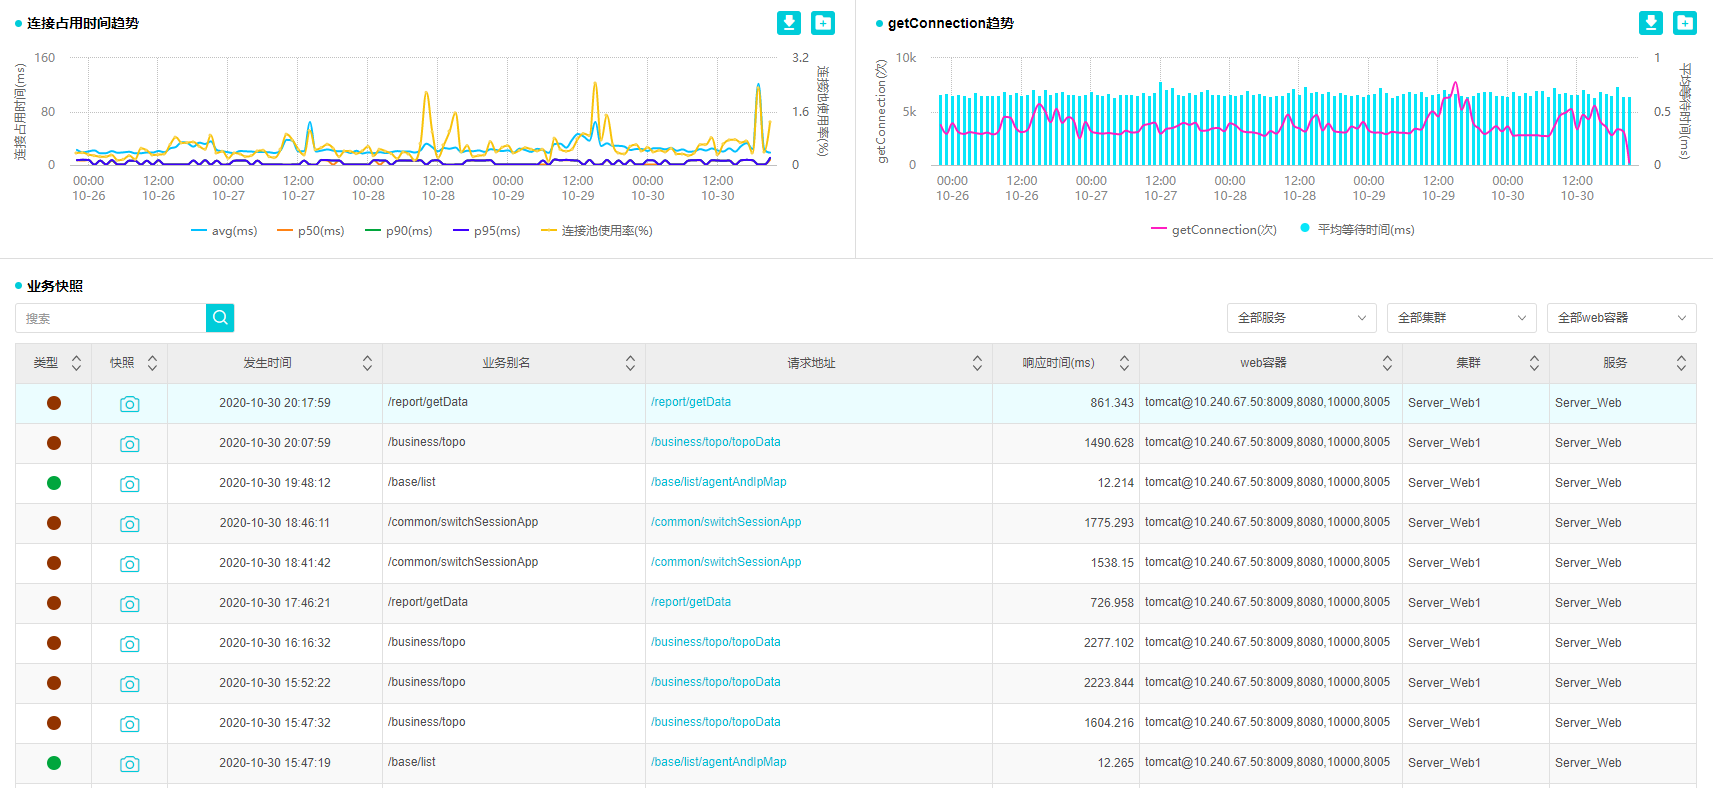 连接占用时间趋势
连接占用时间(ms)
160
80
0
3.2
1.6
0
连接池使用率(%)
00:00 12:00 00:00 12:00 00:00 12:00 00:00 12:00 00:00 12:00
10-26 10-26 10-27 10-27 10-28 10-28 10-29 10-29 10-30 10-30
avg(ms) p50(ms) p90(ms) p95(ms) 连接池使用率(%)
getConnection趋势
getConnection(次)
10k
5k
0
1
0.5
0
平均等待时间(ms)
00:00 12:00 00:00 12:00 00:00 12:00 00:00 12:00 00:00 12:00
10-26 10-26 10-27 10-27 10-28 10-28 10-29 10-29 10-30 10-30
getConnection(次) 平均等待时间(ms)
业务快照
搜索 全部服务 全部集群 全部web容器
类型 快照 发生时间 业务别名 请求地址 响应时间(ms) web容器 集群 服务
2020-10-30 20:17:59 /report/getData /report/getData 861.343 tomcat@10.240.67.50:8009,8080,10000,8005 Server_Web1 Server_Web
2020-10-30 20:07:59 /business/topo /business/topo/topoData 1490.628 tomcat@10.240.67.50:8009,8080,10000,8005 Server_Web1 Server_Web
2020-10-30 19:48:12 /base/list /base/list/agentAndIpMap 12.214 tomcat@10.240.67.50:8009,8080,10000,8005 Server_Web1 Server_Web
2020-10-30 18:46:11 /common/switchSessionApp /common/switchSessionApp 1775.293 tomcat@10.240.67.50:8009,8080,10000,8005 Server_Web1 Server_Web
2020-10-30 18:41:42 /common/switchSessionApp /common/switchSessionApp 1538.15 tomcat@10.240.67.50:8009,8080,10000,8005 Server_Web1 Server_Web
2020-10-30 17:46:21 /report/getData /report/getData 726.958 tomcat@10.240.67.50:8009,8080,10000,8005 Server_Web1 Server_Web
2020-10-30 16:16:32 /business/topo /business/topo/topoData 2277.102 tomcat@10.240.67.50:8009,8080,10000,8005 Server_Web1 Server_Web
2020-10-30 15:52:22 /business/topo /business/topo/topoData 2223.844 tomcat@10.240.67.50:8009,8080,10000,8005 Server_Web1 Server_Web
2020-10-30 15:47:32 /business/topo /business/topo/topoData 1604.216 tomcat@10.240.67.50:8009,8080,10000,8005 Server_Web1 Server_Web
2020-10-30 15:47:19 /base/list /base/list/agentAndIpMap 12.265 tomcat@10.240.67.50:8009,8080,10000,8005 Server_Web1 Server_Web